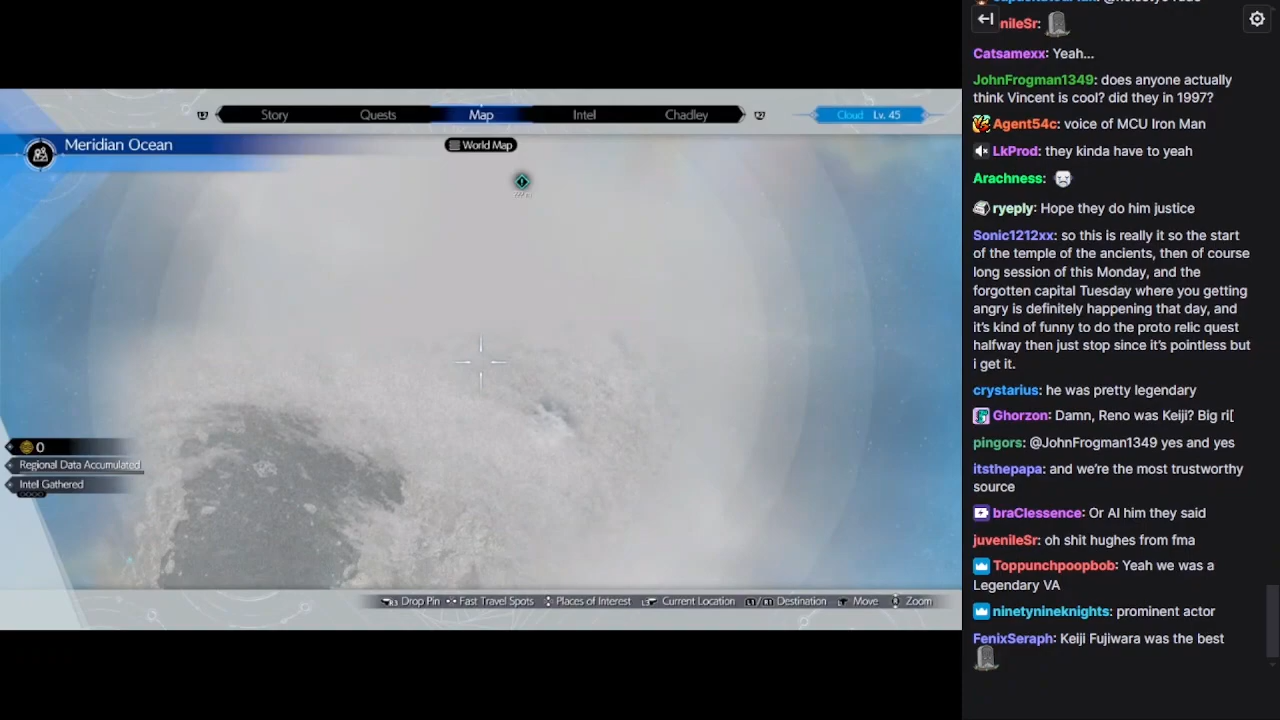 nileSr:
Catsamexx: Yeah...
JohnFrogman1349: does anyone actually
think Vincent is cool? did they in 1997?
Agent54c: voice of MCU Iron Man
LkProd: they kinda have to yeah
Arachness:
ryeply: Hope they do him justice
Sonic1212xx: so this is really it so the start
of the temple of the ancients, then of course
long session of this Monday, and the
forgotten capital Tuesday where you getting
angry is definitely happening that day, and
it's kind of funny to do the proto relic quest
halfway then just stop since it's pointless but
i get it.
crystarius: he was pretty legendary
Ghorzon: Damn, Reno was Keiji? Big ri[
pingors: @JohnFrogman1349 yes and yes
itsthepapa: and we're the most trustworthy
source
braClessence: Or AI him they said
juvenileSr: oh shit hughes from fma
Toppunchpoopbob: Yeah we was a
Legendary VA
ninetynineknights: prominent actor
FenixSeraph: Keiji Fujiwara was the best
Story Quests Map Intel Chadley
Cloud Lv. 45
Meridian Ocean
World Map
0
Regional Data Accumulated
Intel Gathered
R3 Drop Pin Fast Travel Spots Places of Interest Current Location L1/R1 Destination Move Zoom